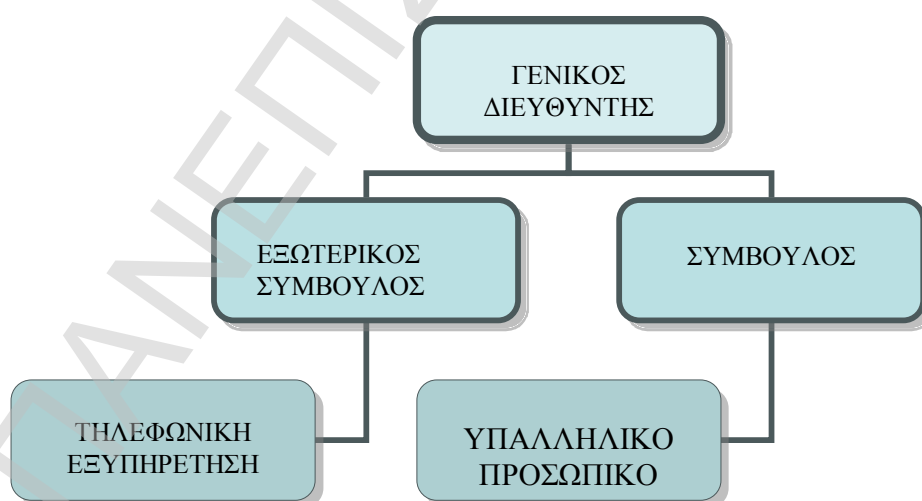 ΓΕΝΙΚΟΣ
ΔΙΕΥΘΥΝΤΗΣ
ΕΞΩΤΕΡΙΚΟΣ
ΣΥΜΒΟΥΛΟΣ
ΣΥΜΒΟΥΛΟΣ
ΤΗΛΕΦΩΝΙΚΗ
ΕΞΥΠΗΡΕΤΗΣΗ
ΥΠΑΛΛΗΛΙΚΟ
ΠΡΟΣΩΠΙΚΟ